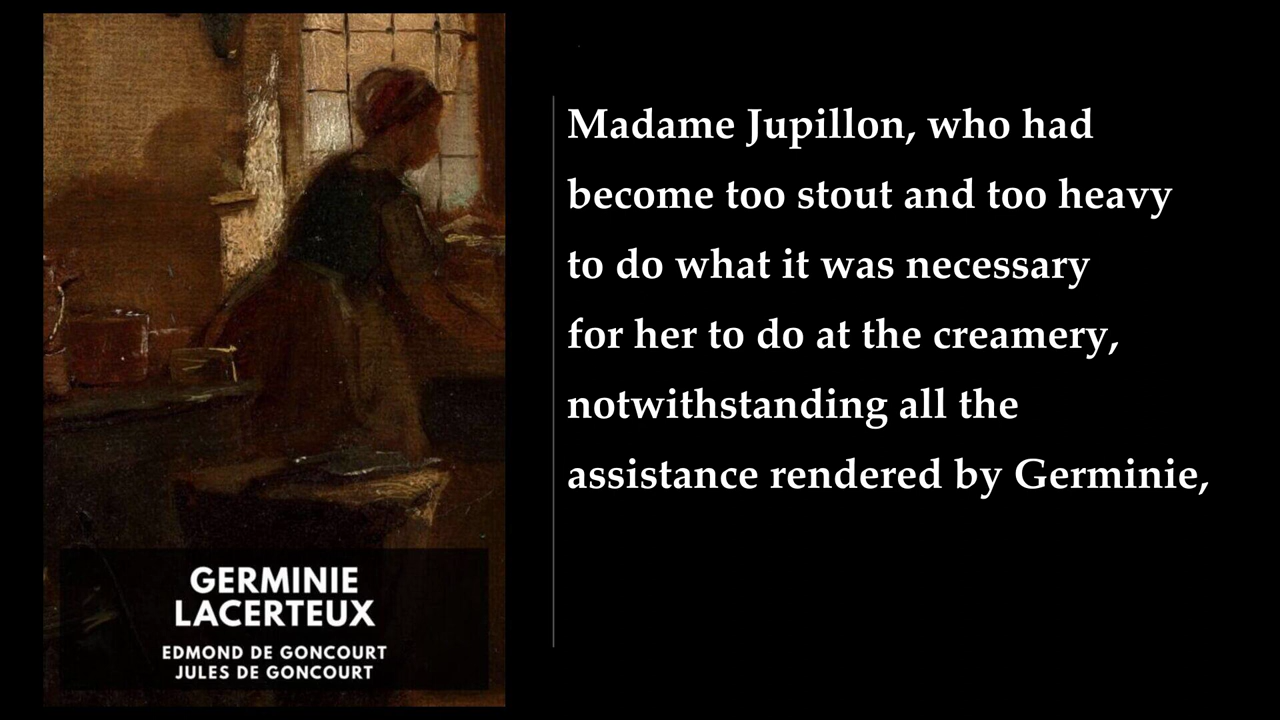 Madame Jupillon, who had
become too stout and too heavy
to do what it was necessary
for her to do at the creamery,
notwithstanding all the
assistance rendered by Germinie,
GERMINIE
LACERTEUX
EDMOND DE GONCOURT
JULES DE GONCOURT